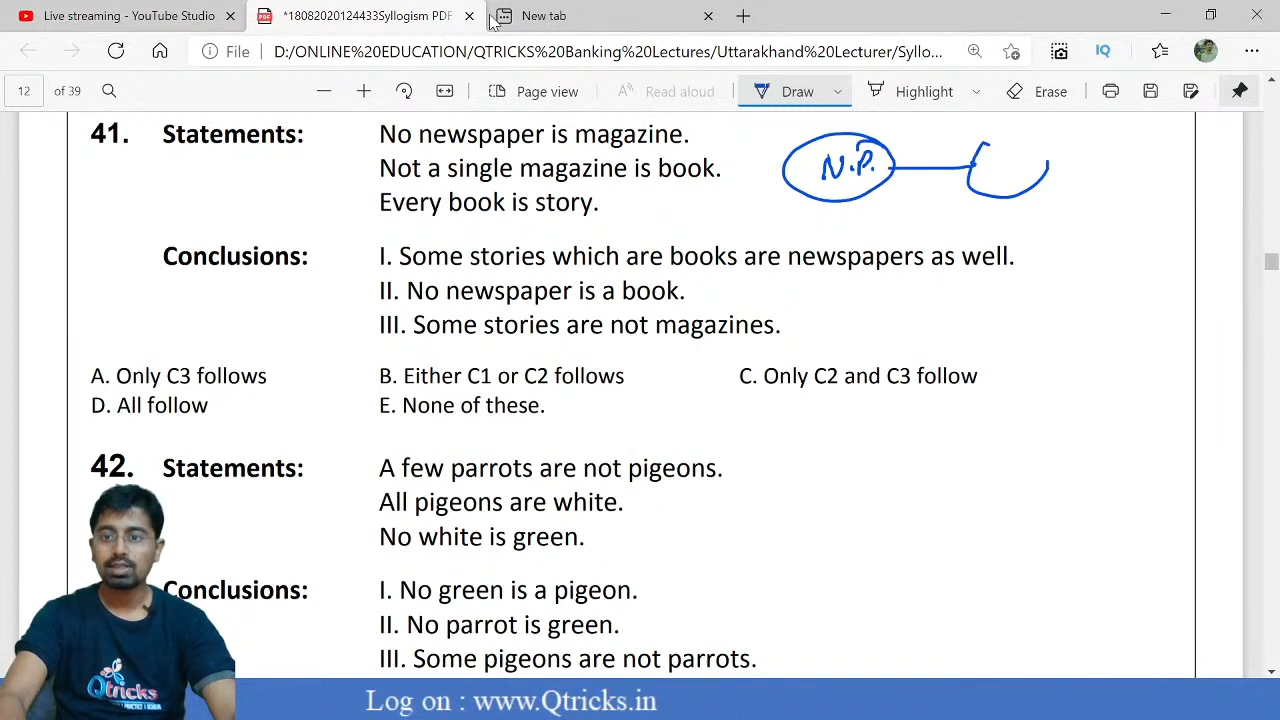 Live streaming - YouTube Studio
*18082020124433Syllogism PDF
New tab
File D:/ONLINE%20EDUCATION/QTRICKS%20Banking%20Lectures/Uttarakhand%20Lecturer/Syllo...
12 of 39 Page view Read aloud Draw Highlight Erase
41. Statements: No newspaper is magazine.
Not a single magazine is book.
Every book is story.
N.P.
Conclusions: I. Some stories which are books are newspapers as well.
II. No newspaper is a book.
III. Some stories are not magazines.
A. Only C3 follows B. Either C1 or C2 follows C. Only C2 and C3 follow
D. All follow E. None of these.
42. Statements: A few parrots are not pigeons.
All pigeons are white.
No white is green.
Conclusions: I. No green is a pigeon.
II. No parrot is green.
III. Some pigeons are not parrots.
Qtricks
Log on : www.Qtricks.in